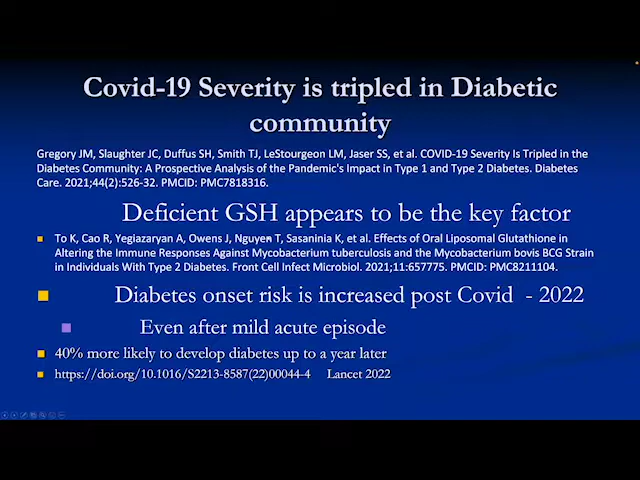 Covid-19 Severity is tripled in Diabetic
community
Gregory JM, Slaughter JC, Duffus SH, Smith TJ, LeStourgeon LM, Jaser SS, et al. COVID-19 Severity Is Tripled in the
Diabetes Community: A Prospective Analysis of the Pandemic's Impact in Type 1 and Type 2 Diabetes. Diabetes
Care. 2021;44(2):526-32. PMCID: PMC7818316.
Deficient GSH appears to be the key factor
To K, Cao R, Yegiazaryan A, Owens J, Nguyen T, Sasaninia K, et al. Effects of Oral Liposomal Glutathione in
Altering the Immune Responses Against Mycobacterium tuberculosis and the Mycobacterium bovis BCG Strain
in Individuals With Type 2 Diabetes. Front Cell Infect Microbiol. 2021;11:657775. PMCID: PMC8211104.
Diabetes onset risk is increased post Covid - 2022
Even after mild acute episode
40% more likely to develop diabetes up to a year later
https://doi.org/10.1016/S2213-8587(22)00044-4 Lancet 2022